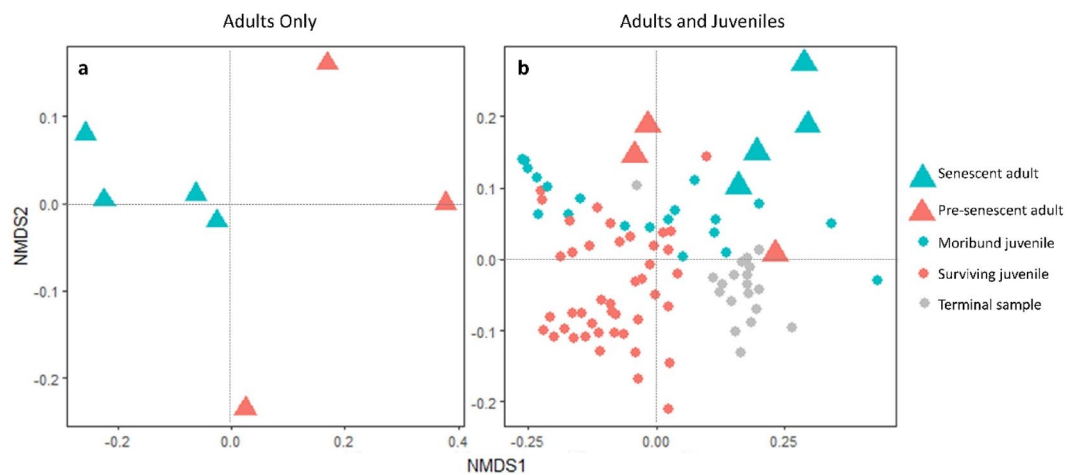 Adults Only
Adults and Juveniles
a
b
0.1
0.0
-0.1
-0.2
0.2
0.1
0.0
-0.1
-0.2
-0.2
0.0
0.2
0.4
-0.25
0.00
0.25
NMDS2
NMDS1
Senescent adult
Pre-senescent adult
Moribund juvenile
Surviving juvenile
Terminal sample